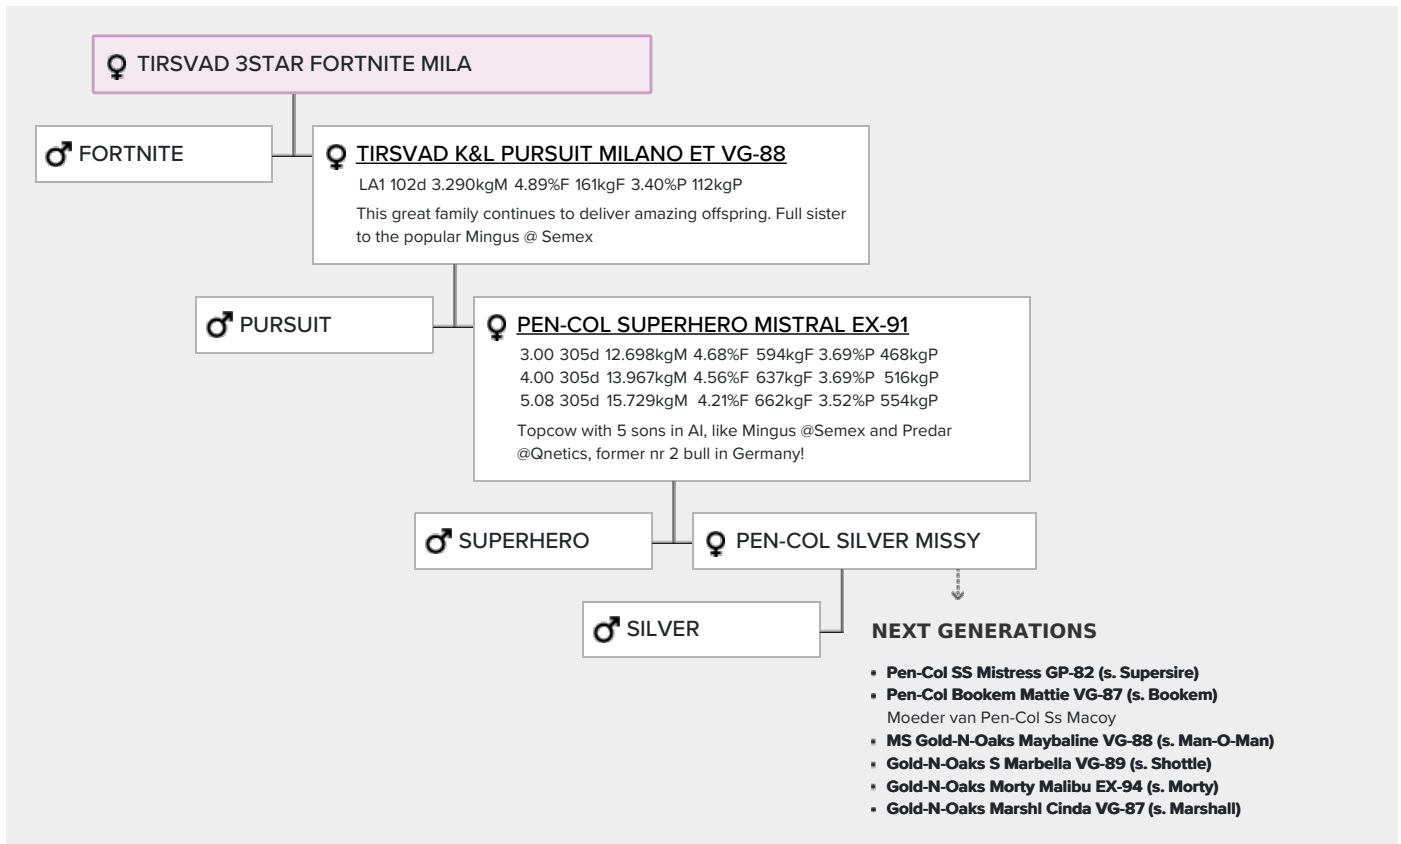 TIRSVAD 3STAR FORTNITE MILA
FORTNITE
TIRSVAD K&L PURSUIT MILANO ET VG-88
LA1 102d 3.290kgM 4.89%F 161kgF 3.40%P 112kgP
This great family continues to deliver amazing offspring. Full sister
to the popular Mingus @ Semex
PURSUIT
PEN-COL SUPERHERO MISTRAL EX-91
3.00 305d 12.698kgM 4.68%F 594kgF 3.69%P 468kgP
4.00 305d 13.967kgM 4.56%F 637kgF 3.69%P 516kgP
5.08 305d 15.729kgM 4.21%F 662kgF 3.52%P 554kgP
Topcow with 5 sons in AI, like Mingus @Semex and Predar
@Qnetics, former nr 2 bull in Germany!
SUPERHERO
PEN-COL SILVER MISSY
SILVER
NEXT GENERATIONS
Pen-Col SS Mistress GP-82 (s. Supersire)
Pen-Col Bookem Mattie VG-87 (s. Bookem)
Moeder van Pen-Col Ss Macoy
MS Gold-N-Oaks Maybaline VG-88 (s. Man-O-Man)
Gold-N-Oaks S Marbella VG-89 (s. Shottle)
Gold-N-Oaks Morty Malibu EX-94 (s. Morty)
Gold-N-Oaks Marshl Cinda VG-87 (s. Marshall)